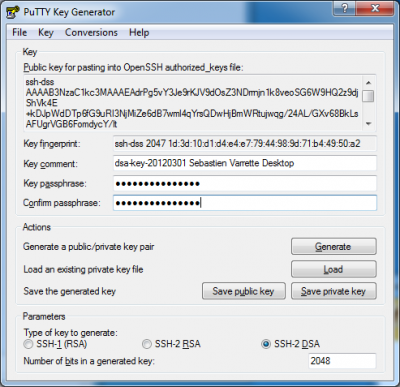 PuTTY Key Generator
File Key Conversions Help
Key
Public key for pasting into OpenSSH authorized_keys file:
ssh-dss
AAAAB3NzaC1kc3MAAAEAdrPg5vY3Je9rKJV9dOsZ3NDrmjn1k8veoSG6W9HQ2z9dj
ShVk4E
+kDJpWdDTp6fG9uRI3NjMiZe6dB7wml4qYrsQDwHjBmWRtujwqg/24AL/GXv68BkLs
AFUgrVGB6FomdycY/lt
Key fingerprint: ssh-dss 2047 1d:3d:10:d1:d4:e4:e7:79:44:98:9d:71:b4:49:50:a2
Key comment: dsa-key-20120301 Sebastien Varrette Desktop
Key passphrase:
Confirm passphrase:
Actions
Generate a public/private key pair Generate
Load an existing private key file Load
Save the generated key Save public key Save private key
Parameters
Type of key to generate:
SSH-1 (RSA) SSH-2 RSA SSH-2 DSA
Number of bits in a generated key: 2048